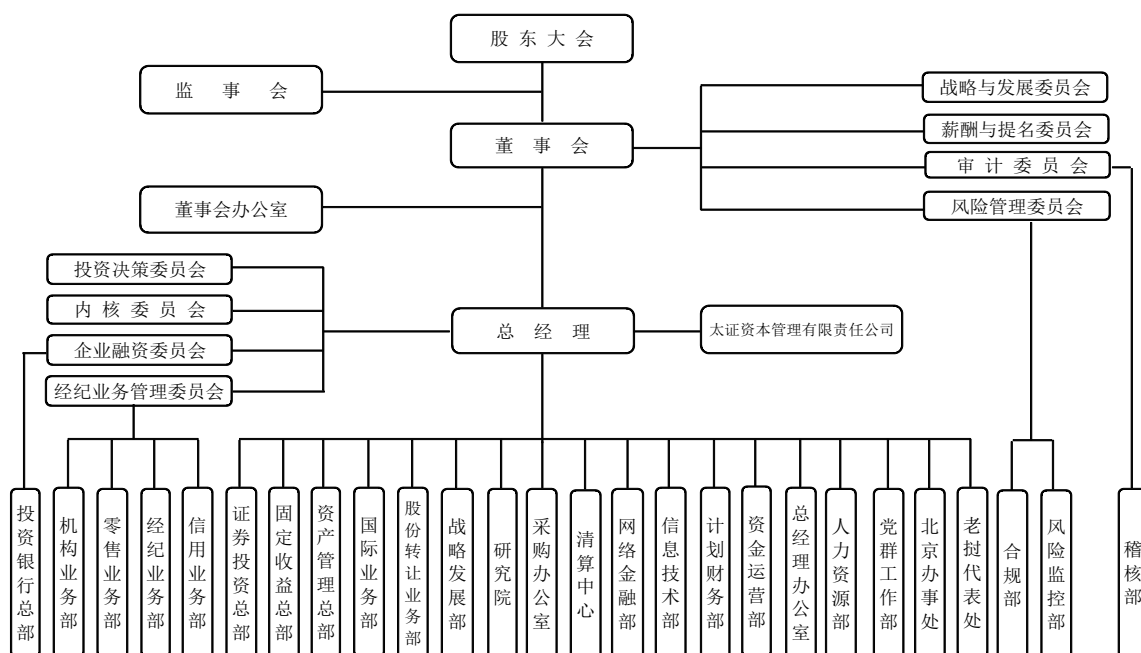 股东大会
监事会
战略与发展委员会
薪酬与提名委员会
董事会
审计委员会
董事会办公室
风险管理委员会
投资决策委员会
内核委员会
总经理
太证资本管理有限责任公司
企业融资委员会
经纪业务管理委员会
投资银行总部
机构业务部
零售业务部
经纪业务部
信用业务部
证券投资总部
固定收益总部
资产管理总部
国际业务部
股份转让业务部
战略发展部
研究院
采购办公室
清算中心
网络金融部
信息技术部
计划财务部
资金运营部
总经理办公室
人力资源部
党群工作部
北京办事处
老挝代表处
合规部
风险监控部
稽核部